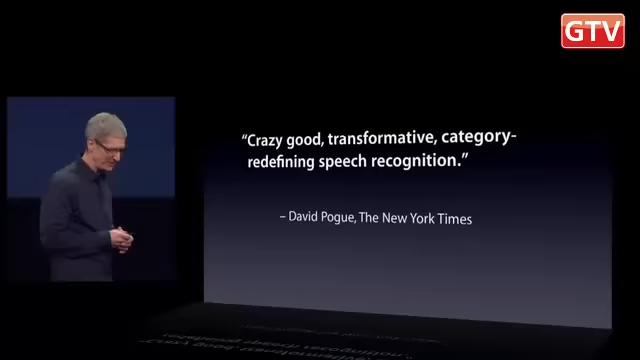 GTV
“Crazy good, transformative, category-
redefining speech recognition.”
– David Pogue, The New York Times